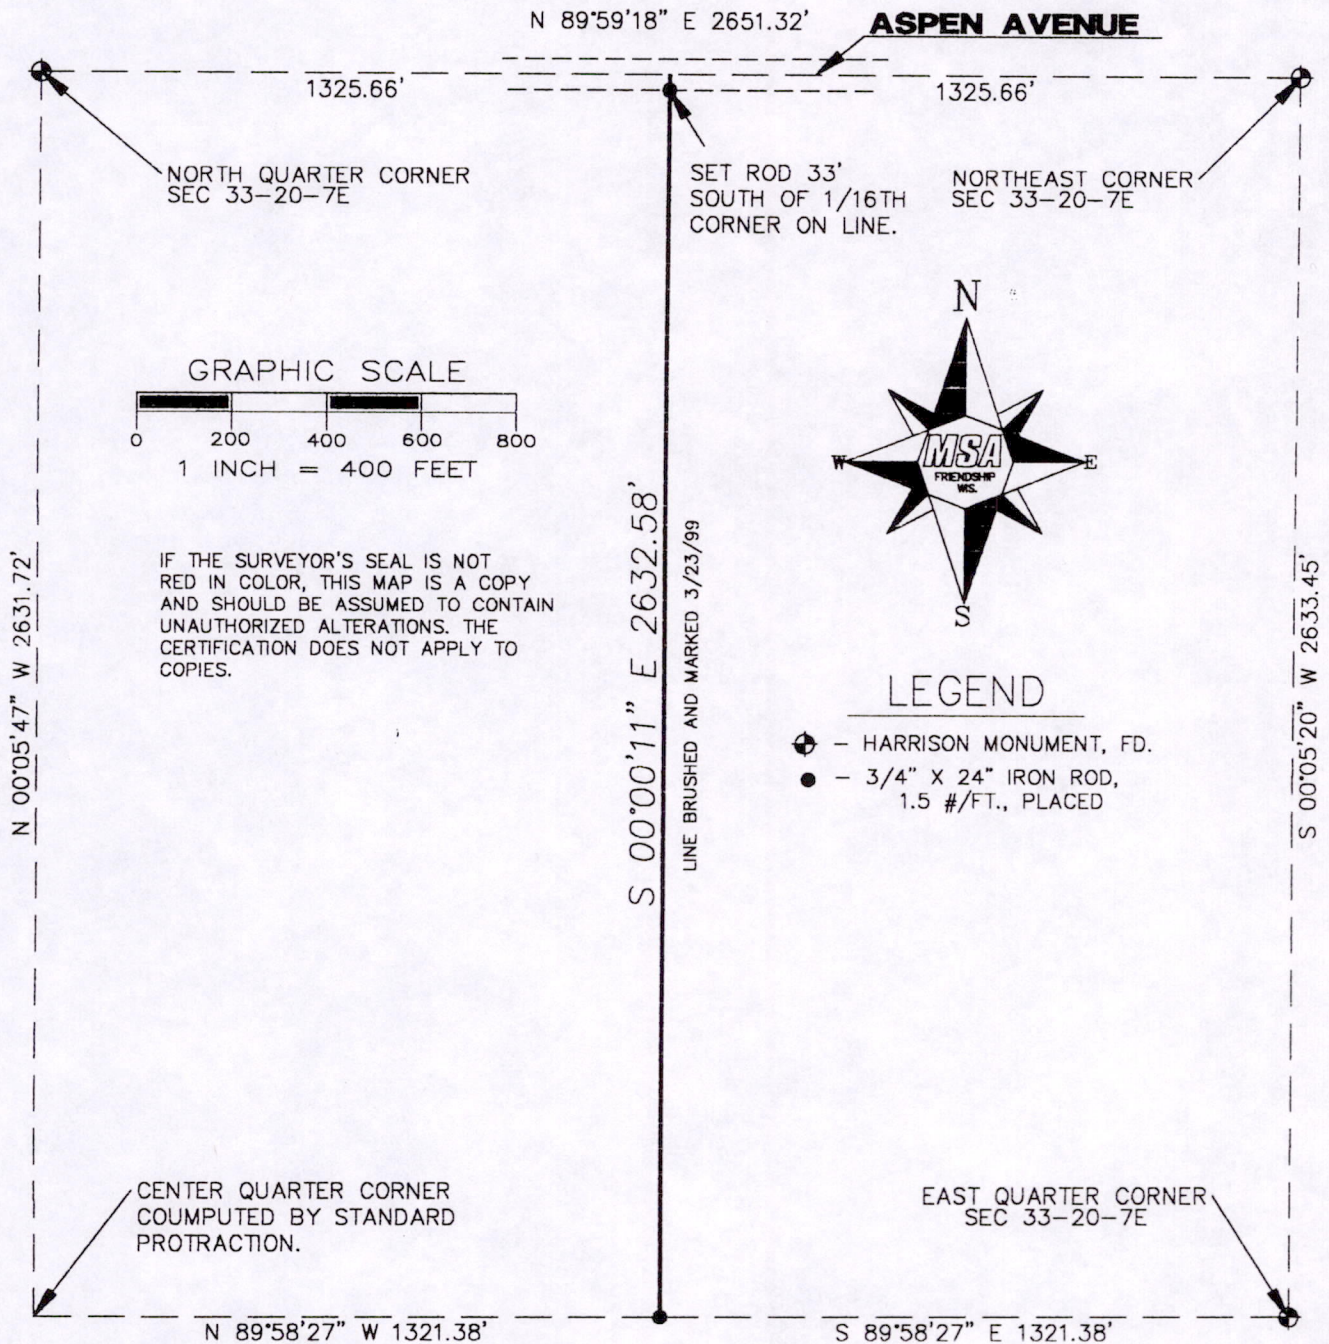 N 89°59'18" E 2651.32'
ASPEN AVENUE
1325.66'
1325.66'
NORTH QUARTER CORNER
SEC 33-20-7E
SET ROD 33'
SOUTH OF 1/16TH
CORNER ON LINE.
NORTHEAST CORNER
SEC 33-20-7E
N
GRAPHIC SCALE
0 200 400 600 800
1 INCH = 400 FEET
W
MSA
FRIENDSHIP
WIS.
E
S
N 00°05'47" W 2631.72'
IF THE SURVEYOR'S SEAL IS NOT
RED IN COLOR, THIS MAP IS A COPY
AND SHOULD BE ASSUMED TO CONTAIN
UNAUTHORIZED ALTERATIONS. THE
CERTIFICATION DOES NOT APPLY TO
COPIES.
S 00°00'11" E 2632.58'
LINE BRUSHED AND MARKED 3/23/99
S 00°05'20" W 2633.45'
LEGEND
- HARRISON MONUMENT, FD.
- 3/4" X 24" IRON ROD,
1.5 #/FT., PLACED
CENTER QUARTER CORNER
COUMPUTED BY STANDARD
PROTRACTION.
EAST QUARTER CORNER
SEC 33-20-7E
N 89°58'27" W 1321.38'
S 89°58'27" E 1321.38'